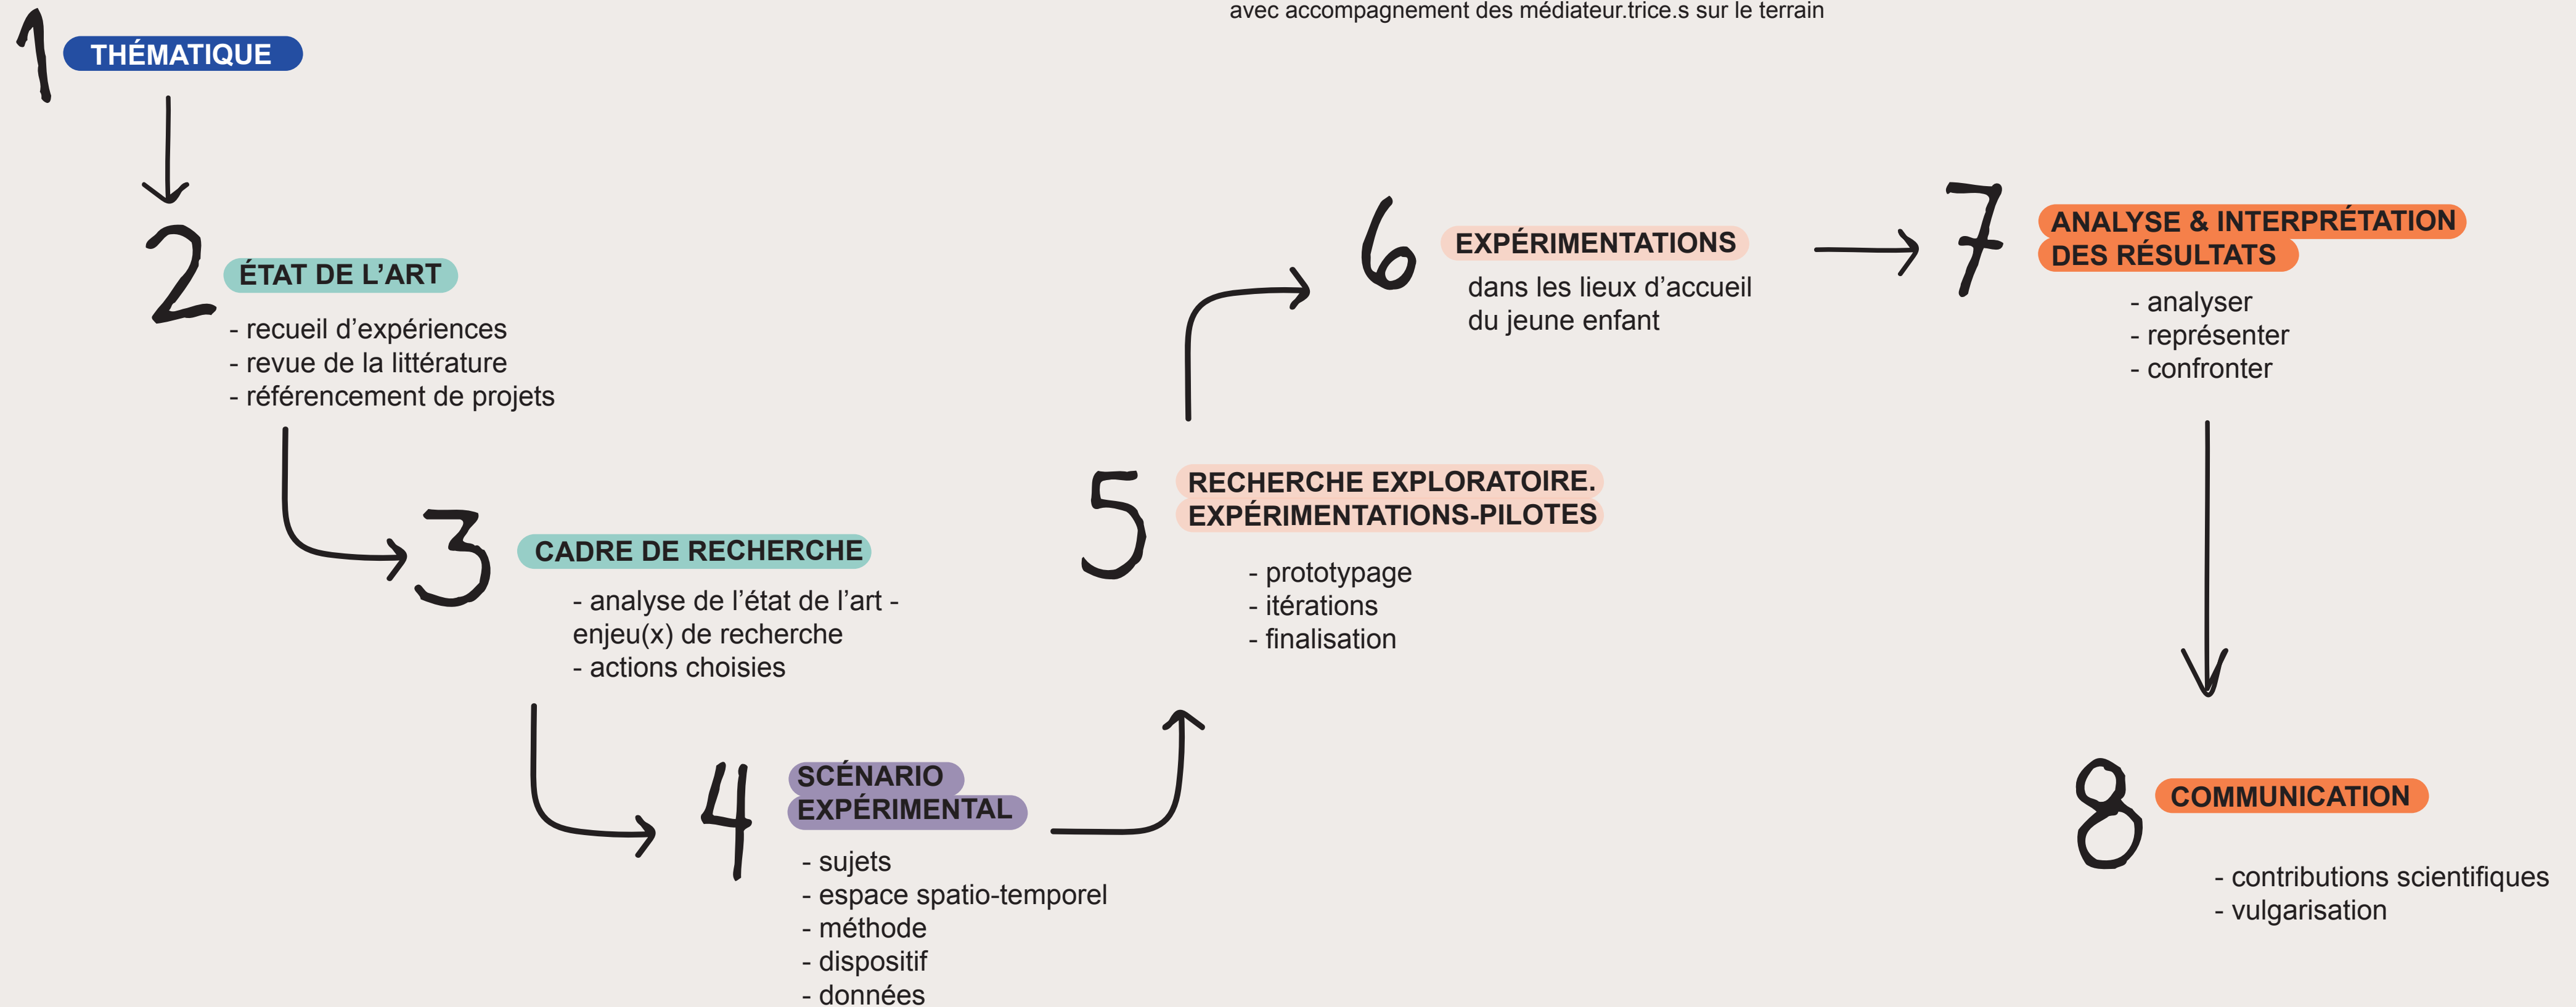 avec accompagnement des médiateur.trice.s sur le terrain
1
THÉMATIQUE
2
ÉTAT DE L’ART
- recueil d’expériences
- revue de la littérature
- référencement de projets
3
CADRE DE RECHERCHE
- analyse de l’état de l’art -
enjeu(x) de recherche
- actions choisies
4
SCÉNARIO
EXPÉRIMENTAL
- sujets
- espace spatio-temporel
- méthode
- dispositif
- données
5
RECHERCHE EXPLORATOIRE.
EXPÉRIMENTATIONS-PILOTES
- prototypage
- itérations
- finalisation
6
EXPÉRIMENTATIONS
dans les lieux d’accueil
du jeune enfant
7
ANALYSE & INTERPRÉTATION
DES RÉSULTATS
- analyser
- représenter
- confronter
8
COMMUNICATION
- contributions scientifiques
- vulgarisation